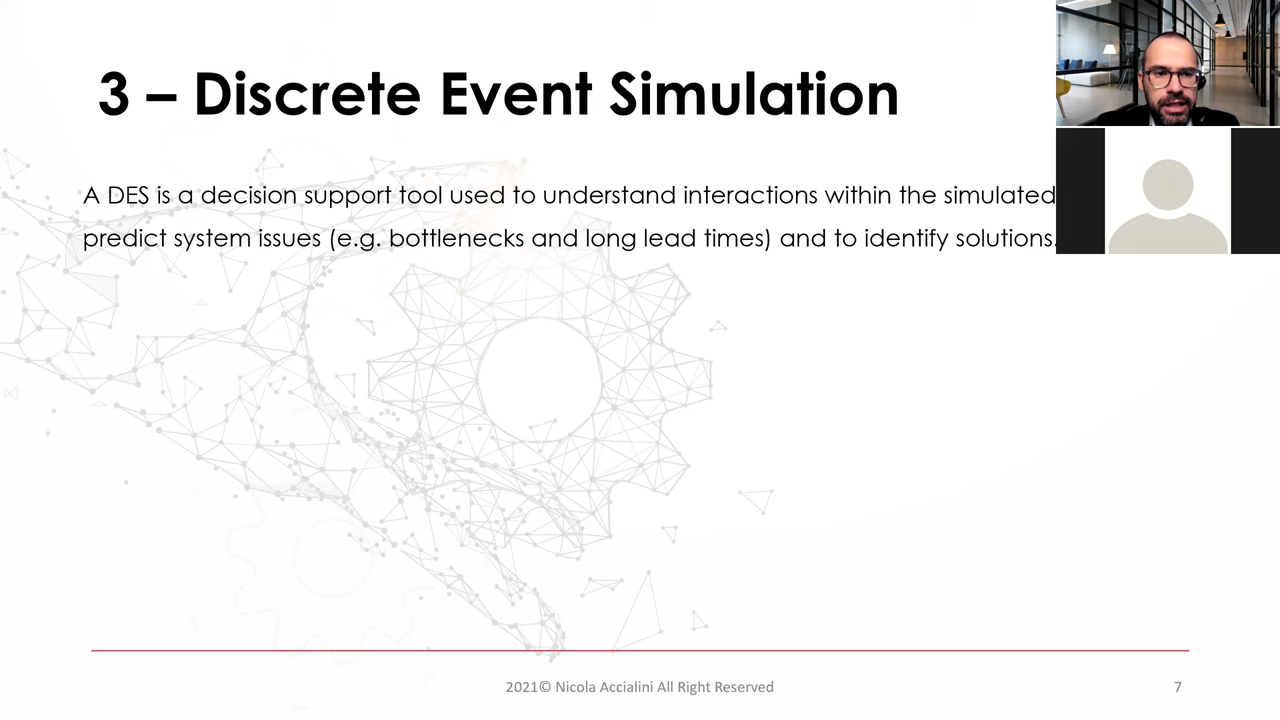 3 – Discrete Event Simulation
A DES is a decision support tool used to understand interactions within the simulated
predict system issues (e.g. bottlenecks and long lead times) and to identify solutions.
2021© Nicola Accialini All Right Reserved
7